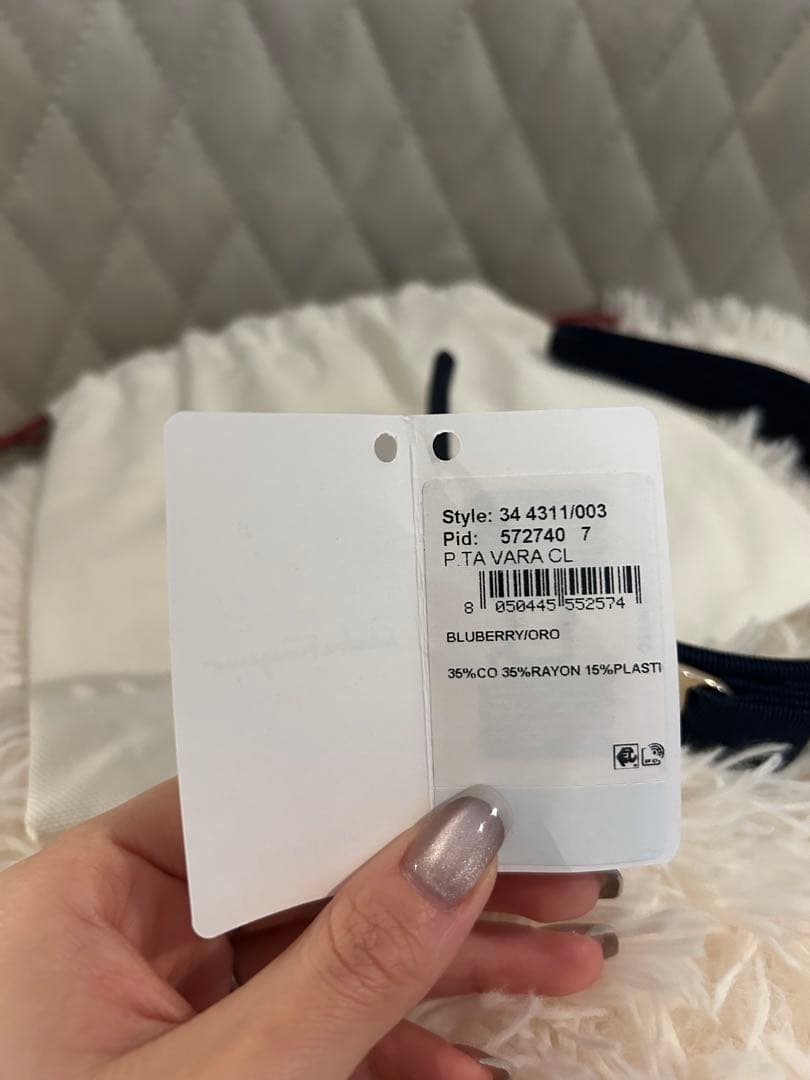 Style: 34 4311/003
Pid: 572740 7
P.TA VARA CL
8 050445 552574
BLUBERRY/ORO
35%CO 35%RAYON 15%PLASTI